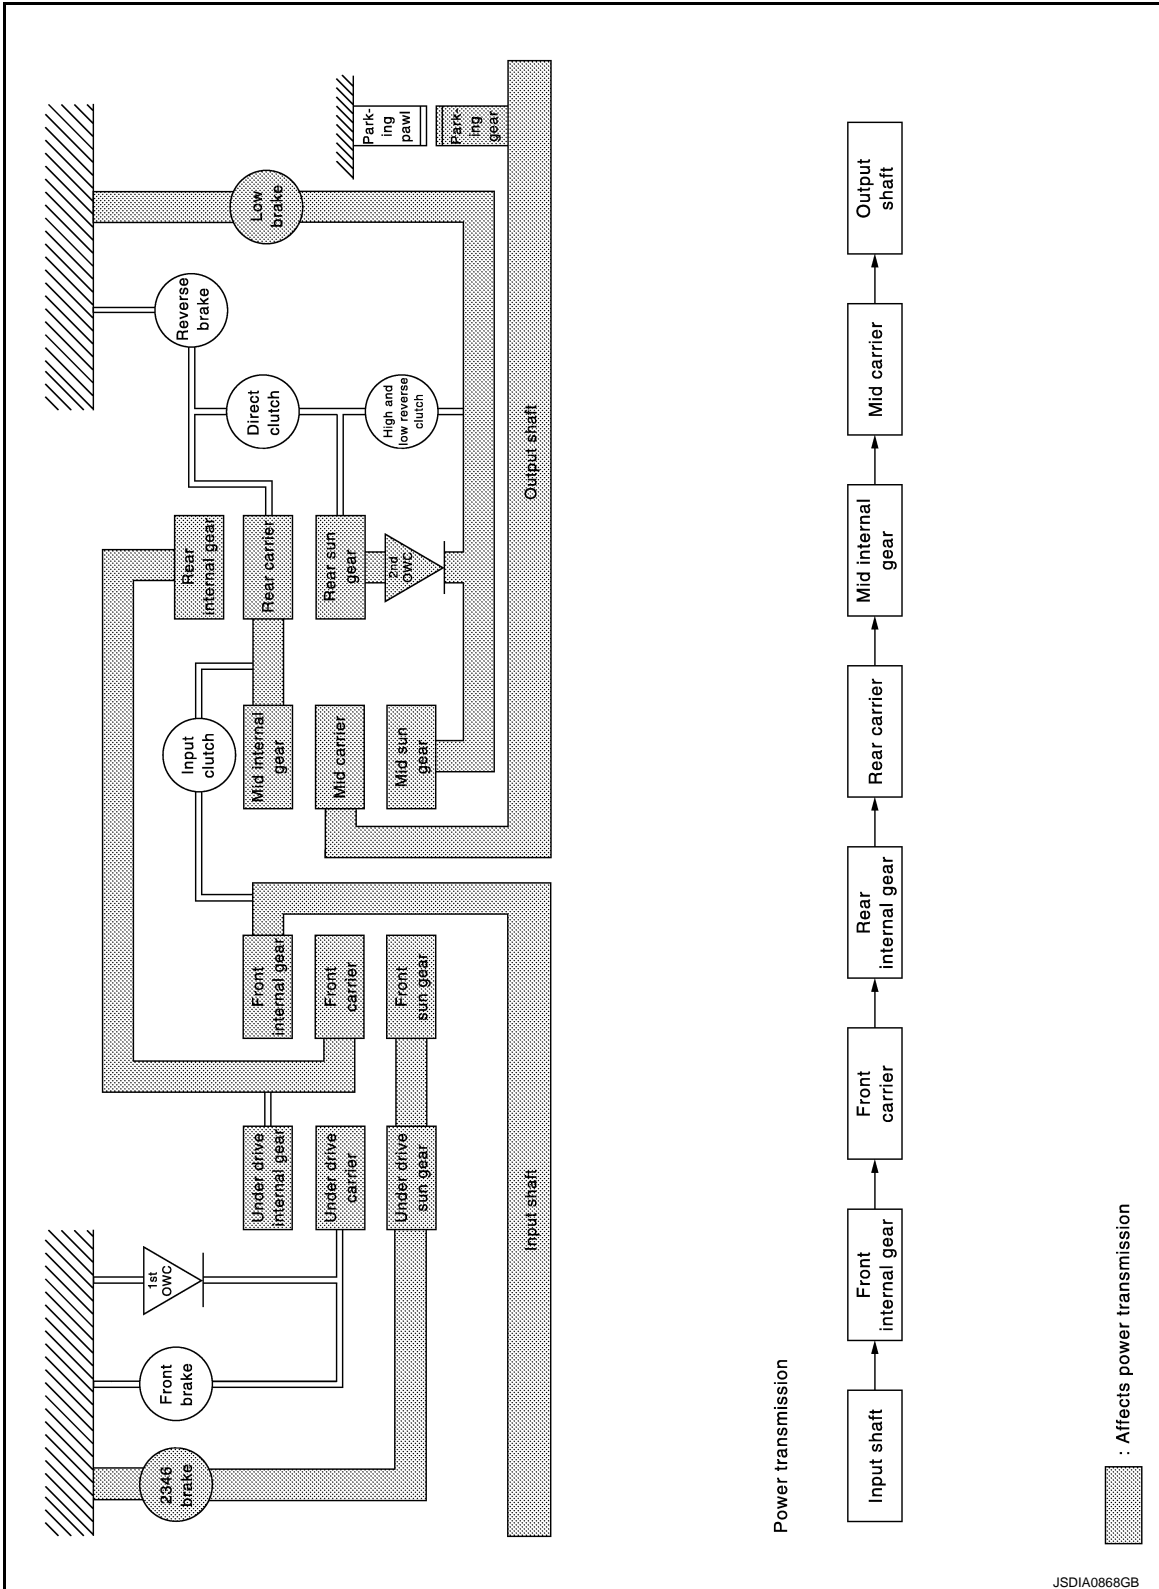 2346
brake
Front
brake
1st
OWC
Under drive
internal gear
Under drive
carrier
Under drive
sun gear
Input shaft
Front
internal gear
Front
carrier
Front
sun gear
Input
clutch
Mid internal
gear
Mid carrier
Mid sun
gear
Rear
internal gear
Rear carrier
Rear sun
gear
2nd
OWC
Direct
clutch
High and
low reverse
clutch
Reverse
brake
Low
brake
Park-
ing
pawl
Park-
ing
gear
Output shaft
Power transmission
Input shaft
Front
internal gear
Front
carrier
Rear
internal gear
Rear carrier
Mid internal
gear
Mid carrier
Output
shaft
: Affects power transmission
JSDIA0868GB